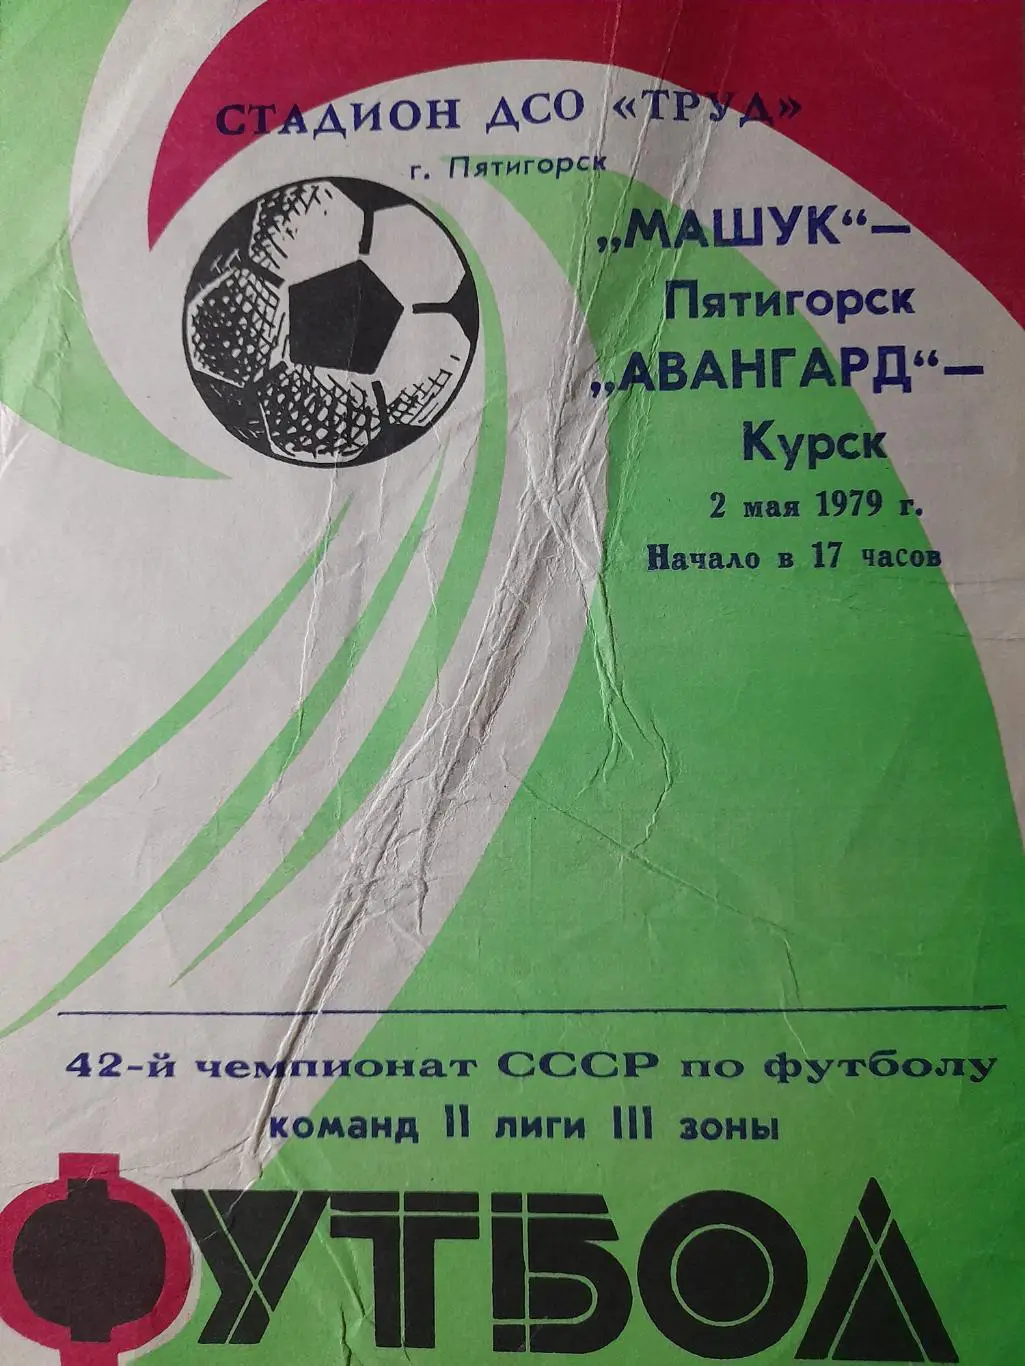 СТАДИОН ДСО «ТРУД»
г. Пятигорск
„МАШУК“—
Пятигорск
„АВАНГАРД“—
Курск
2 мая 1979 г.
Начало в 17 часов
42-й чемпионат СССР по футболу
команд II лиги III зоны
ФУТБОЛ